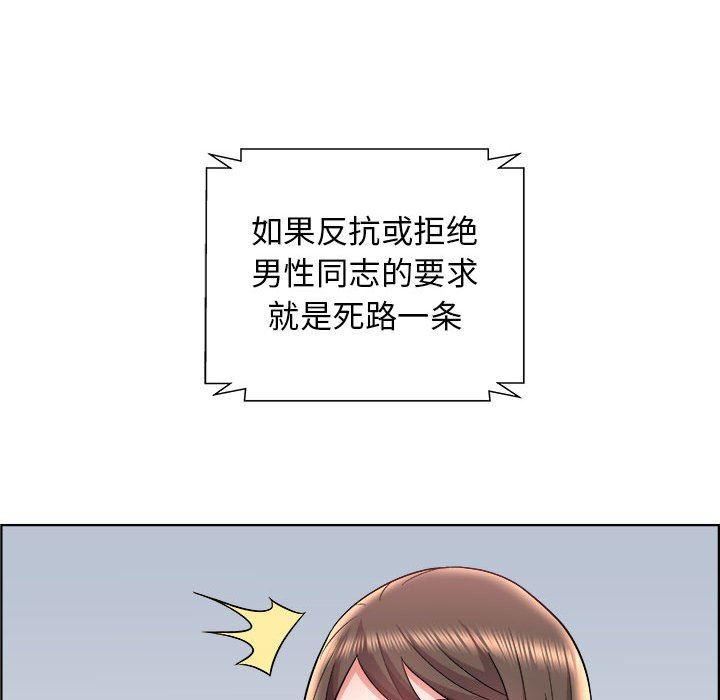 如果反抗或拒绝
男性同志的要求
就是死路一条